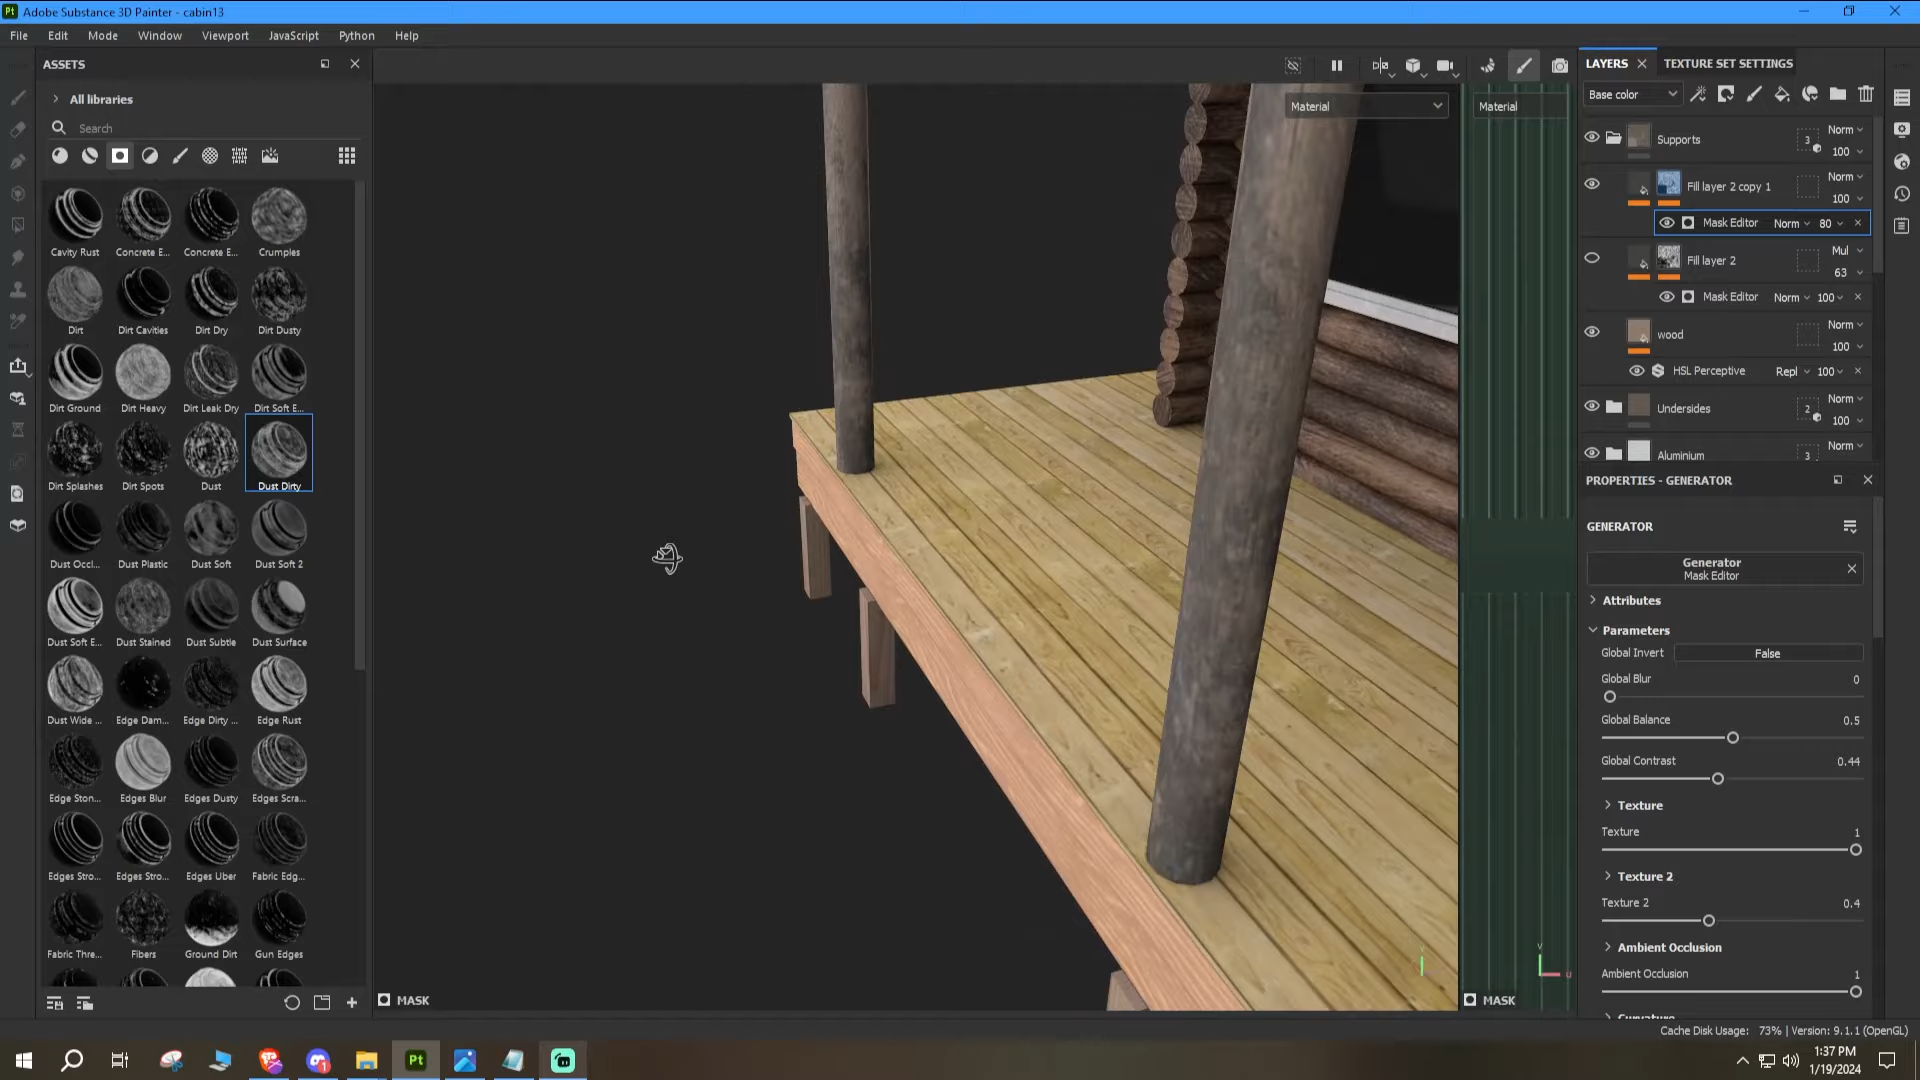 Adobe Substance 3D Painter - cabin13
File Edit Mode Window Viewport JavaScript Python Help
ASSETS
All libraries
Search
Cavity Rust Concrete E... Concrete E... Crumples
Dirt Dirt Cavities Dirt Dry Dirt Dusty
Dirt Ground Dirt Heavy Dirt Leak Dry Dirt Soft E...
Dirt Splashes Dirt Spots Dust Dust Dirty
Dust Occl... Dust Plastic Dust Soft Dust Soft 2
Dust Soft E... Dust Stained Dust Subtle Dust Surface
Dust Wide ... Edge Dam... Edge Dirty ... Edge Rust
Edge Ston... Edges Blur Edges Dusty Edges Scra...
Edges Stro... Edges Stro... Edges Uber Fabric Edg...
Fabric Thre... Fibers Ground Dirt Gun Edges
Material
Material
MASK
MASK
Y
V
U
LAYERS TEXTURE SET SETTINGS
Base color
Supports 3 Norm 100
Fill layer 2 copy 1 Norm 100
Mask Editor Norm 80
Fill layer 2 Mul 63
Mask Editor Norm 100
wood Norm 100
HSL Perceptive Repl 100
Undersides 2 Norm 100
Aluminium 3 Norm
PROPERTIES - GENERATOR
GENERATOR
Generator
Mask Editor
Attributes
Parameters
Global Invert False
Global Blur 0
Global Balance 0.5
Global Contrast 0.44
Texture
Texture 1
Texture 2
Texture 2 0.4
Ambient Occlusion
Ambient Occlusion 1
Curvature
Cache Disk Usage: 73% | Version: 9.1.1 (OpenGL)
Pt
1
1:37 PM
1/19/2024